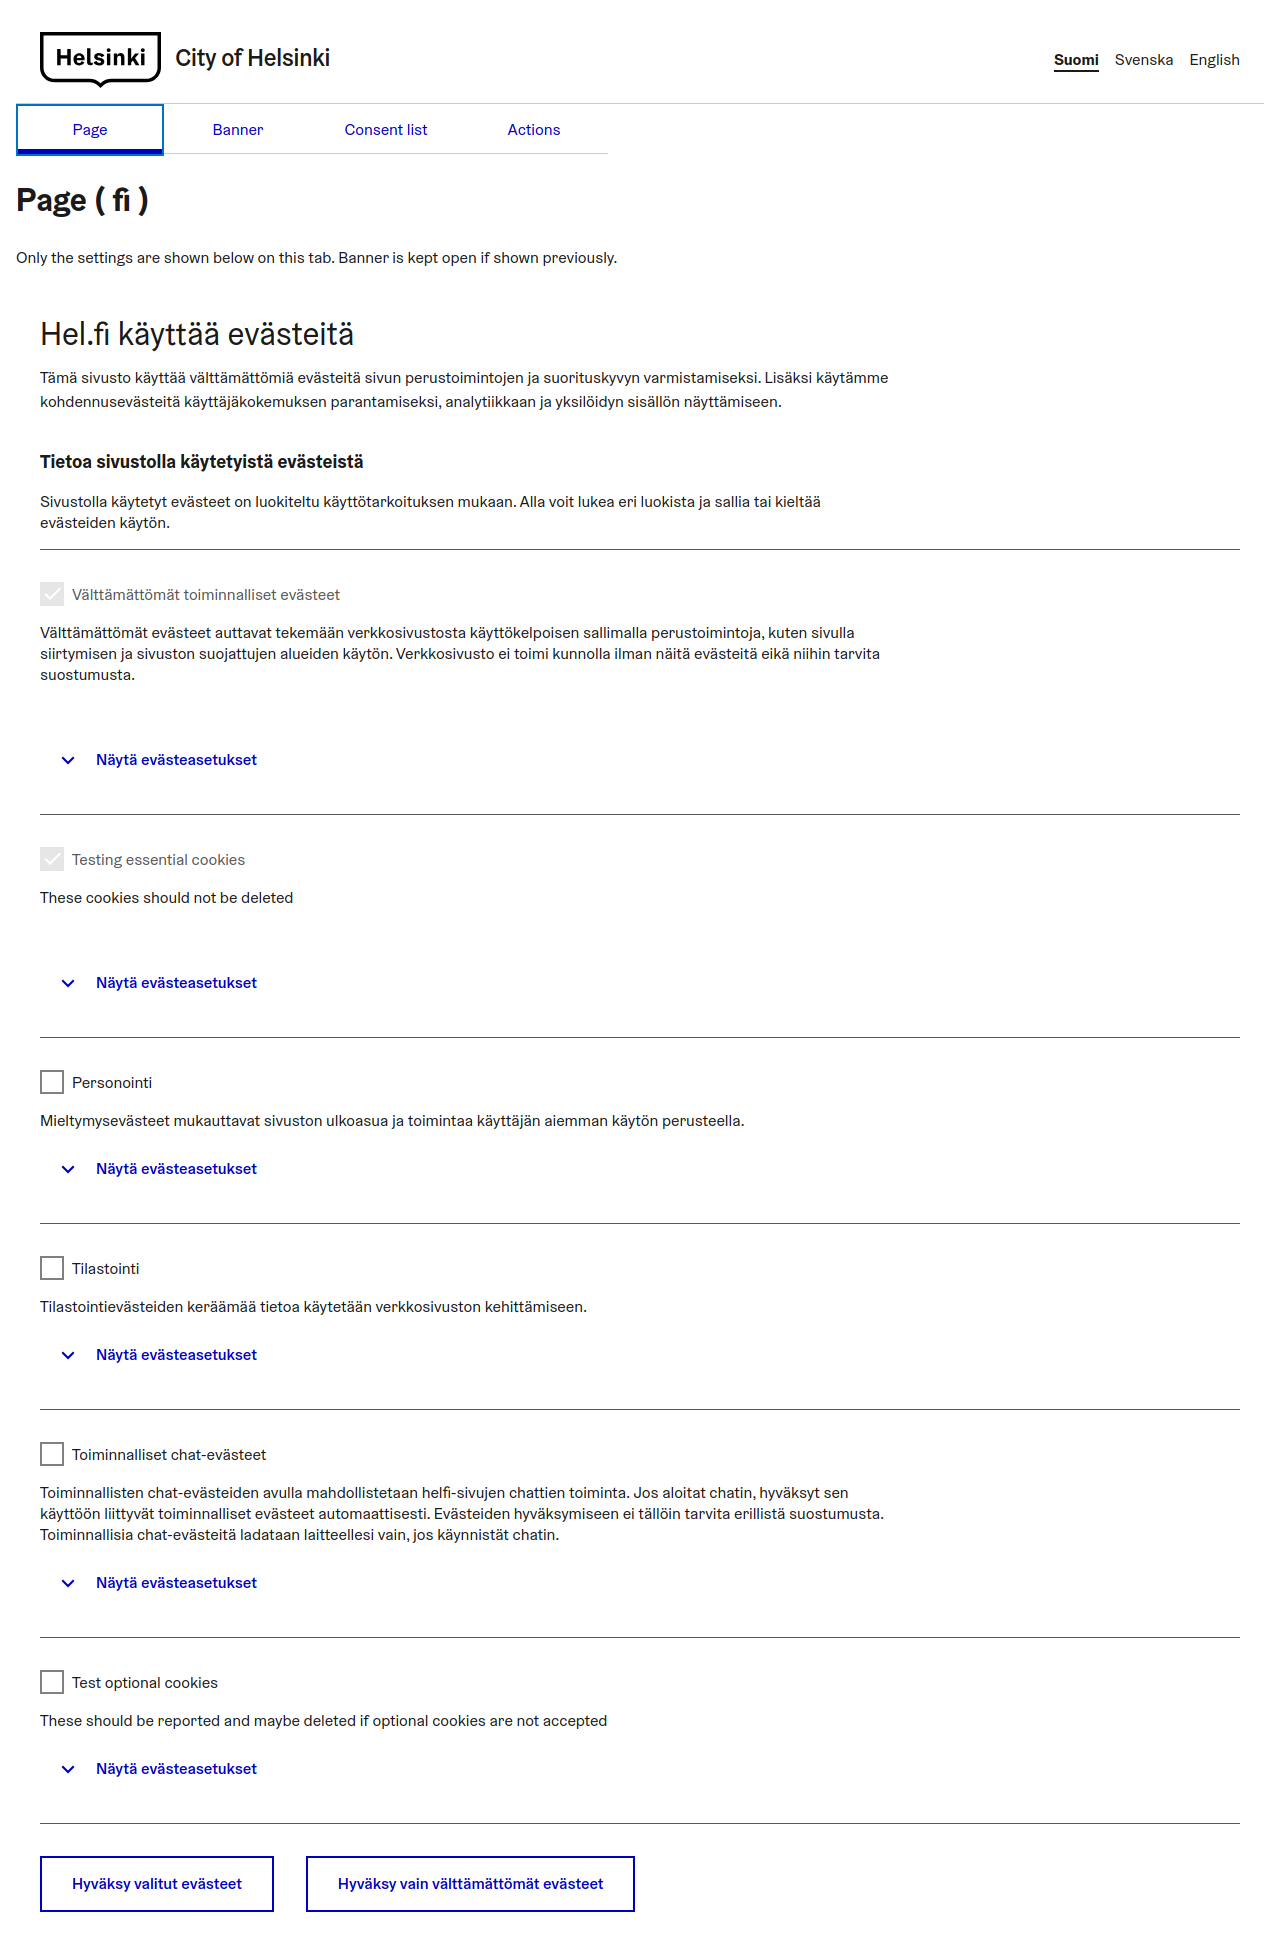 Helsinki
City of Helsinki
Suomi Svenska English
Page Banner Consent list Actions
Page ( fi )
Only the settings are shown below on this tab. Banner is kept open if shown previously.
Hel.fi käyttää evästeitä
Tämä sivusto käyttää välttämättömiä evästeitä sivun perustoimintojen ja suorituskyvyn varmistamiseksi. Lisäksi käytämme
kohdennusevästeitä käyttäjäkokemuksen parantamiseksi, analytiikkaan ja yksilöidyn sisällön näyttämiseen.
Tietoa sivustolla käytetyistä evästeistä
Sivustolla käytetyt evästeet on luokiteltu käyttötarkoituksen mukaan. Alla voit lukea eri luokista ja sallia tai kieltää
evästeiden käytön.
Välttämättömät toiminnalliset evästeet
Välttämättömät evästeet auttavat tekemään verkkosivustosta käyttökelpoisen sallimalla perustoimintoja, kuten sivulla
siirtymisen ja sivuston suojattujen alueiden käytön. Verkkosivusto ei toimi kunnolla ilman näitä evästeitä eikä niihin tarvita
suostumusta.
Näytä evästeasetukset
Testing essential cookies
These cookies should not be deleted
Näytä evästeasetukset
Personointi
Mieltymysevästeet mukauttavat sivuston ulkoasua ja toimintaa käyttäjän aiemman käytön perusteella.
Näytä evästeasetukset
Tilastointi
Tilastointievästeiden keräämää tietoa käytetään verkkosivuston kehittämiseen.
Näytä evästeasetukset
Toiminnalliset chat-evästeet
Toiminnallisten chat-evästeiden avulla mahdollistetaan helfi-sivujen chattien toiminta. Jos aloitat chatin, hyväksyt sen
käyttöön liittyvät toiminnalliset evästeet automaattisesti. Evästeiden hyväksymiseen ei tällöin tarvita erillistä suostumusta.
Toiminnallisia chat-evästeitä ladataan laitteellesi vain, jos käynnistät chatin.
Näytä evästeasetukset
Test optional cookies
These should be reported and maybe deleted if optional cookies are not accepted
Näytä evästeasetukset
Hyväksy valitut evästeet
Hyväksy vain välttämättömät evästeet